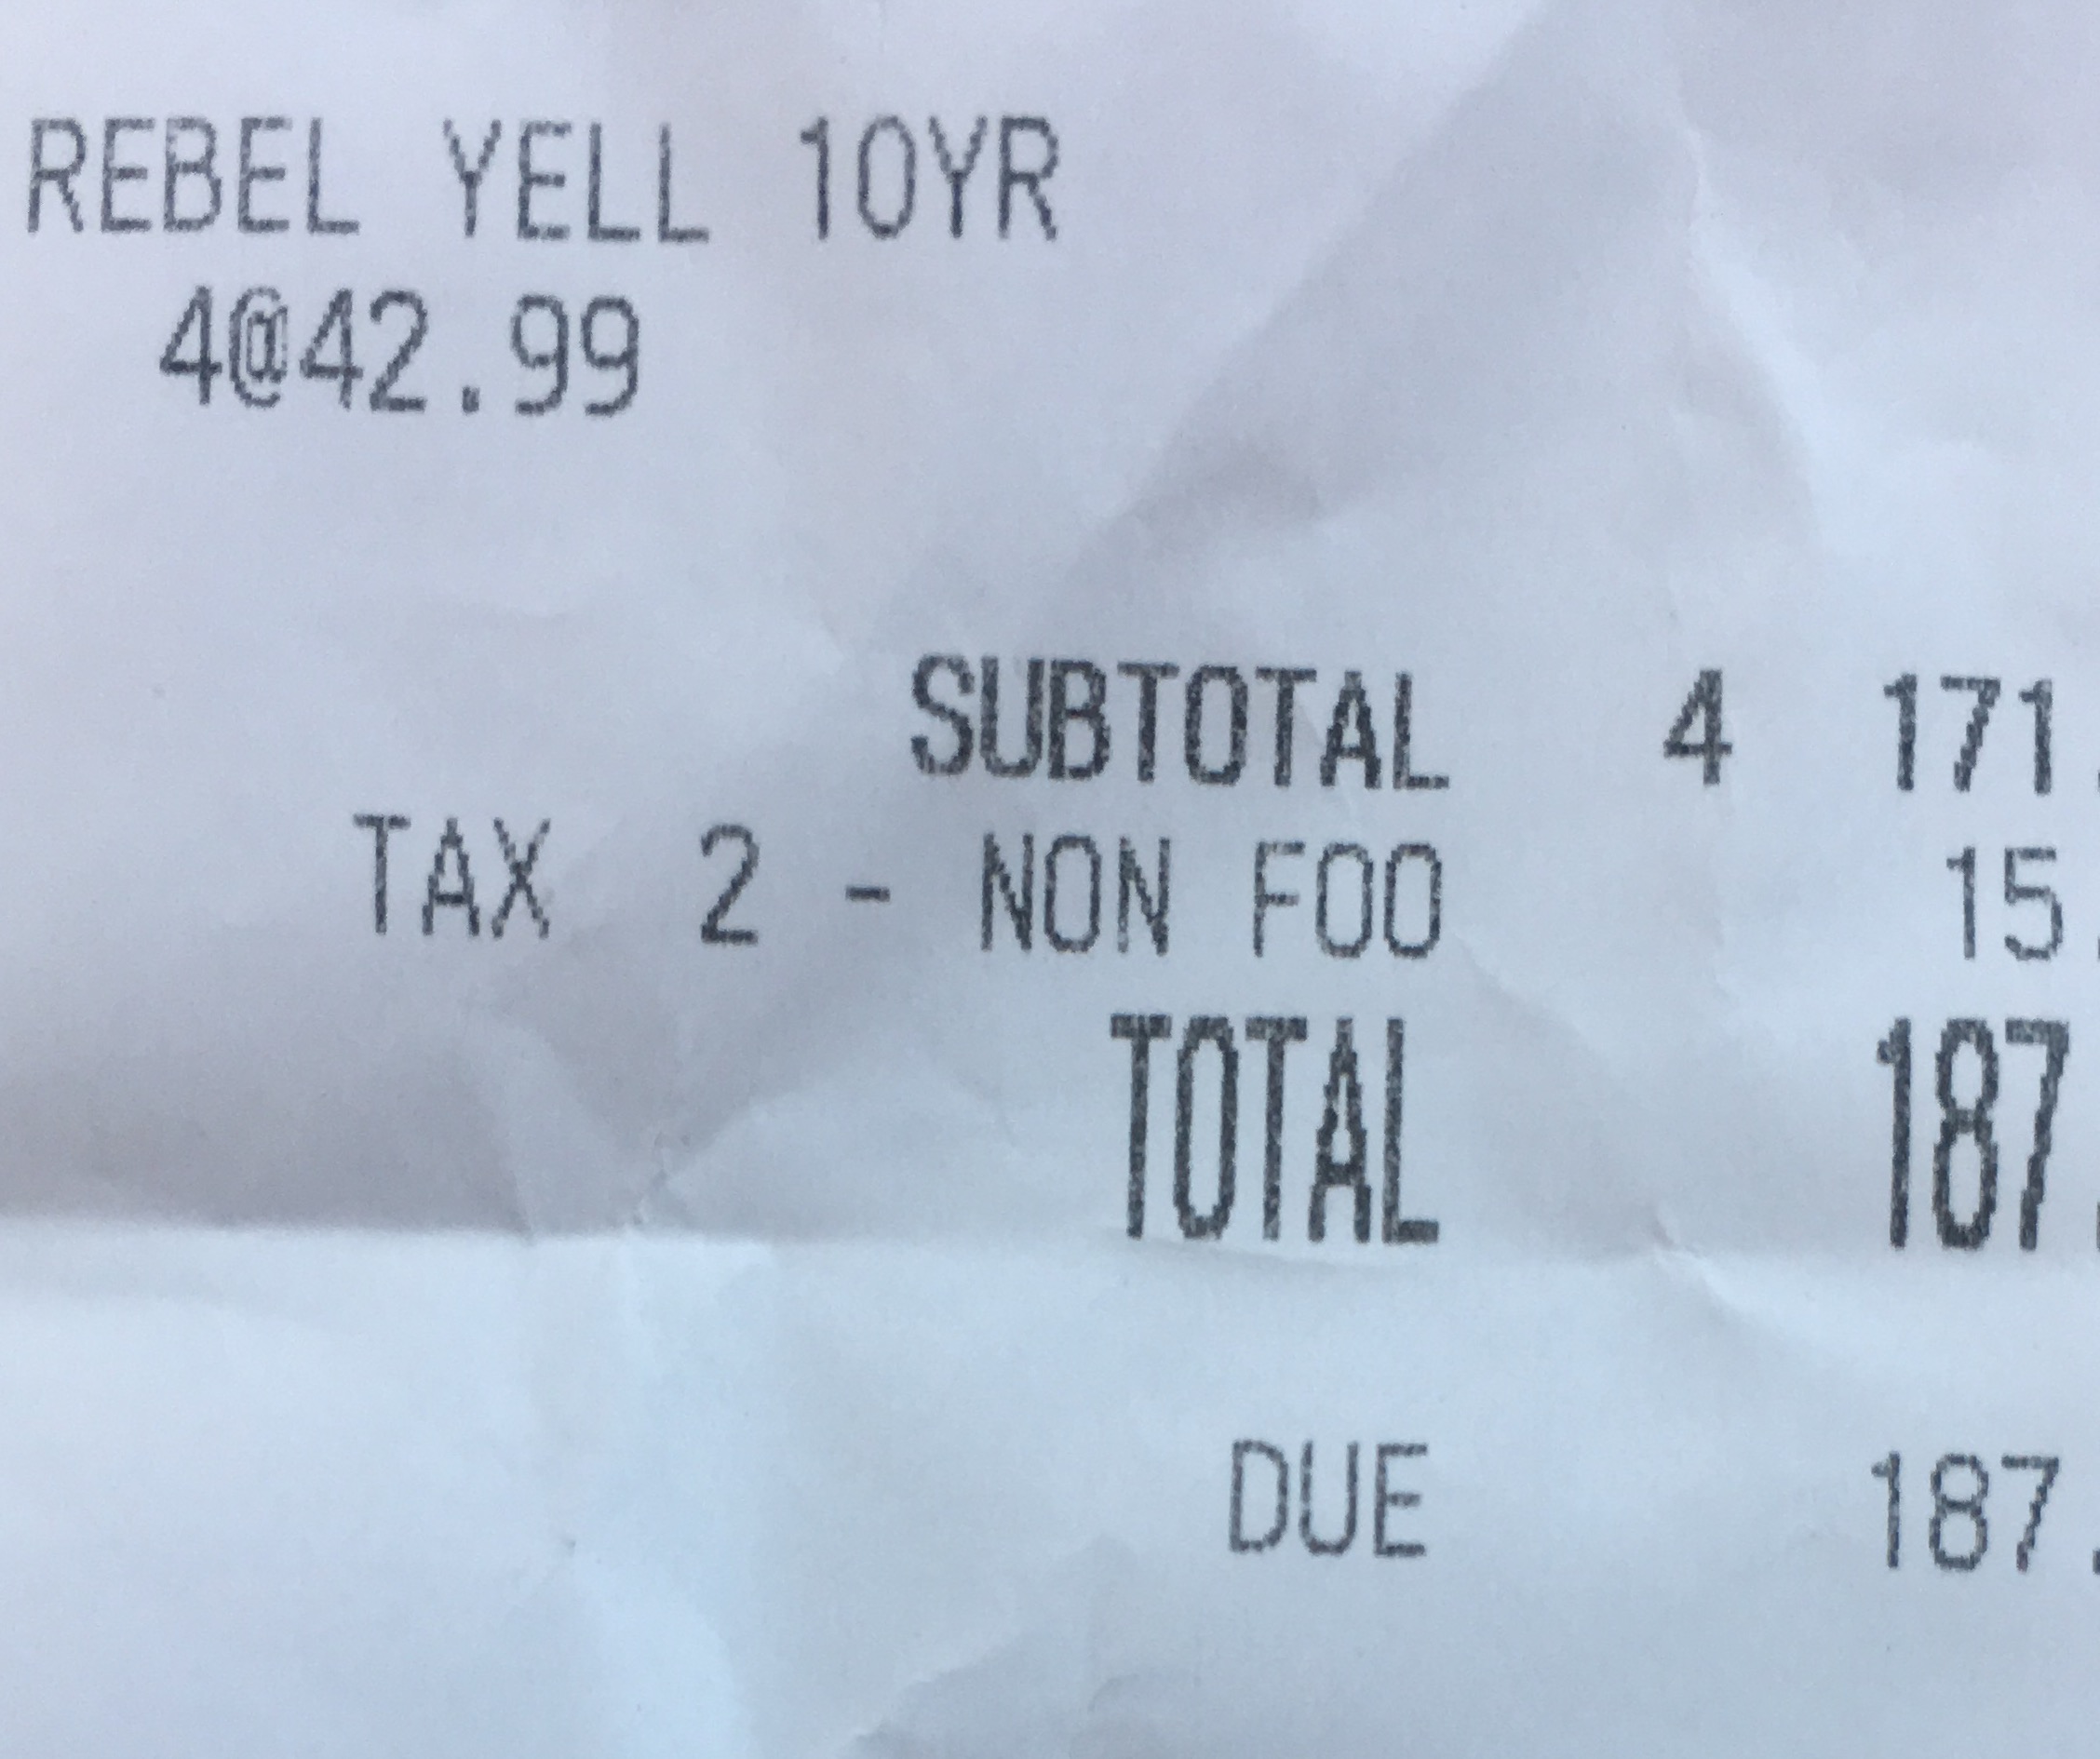 REBEL YELL 10YR
4@42.99
SUBTOTAL 4 171.
TAX 2 - NON FOO 15.
TOTAL 187.
DUE 187.